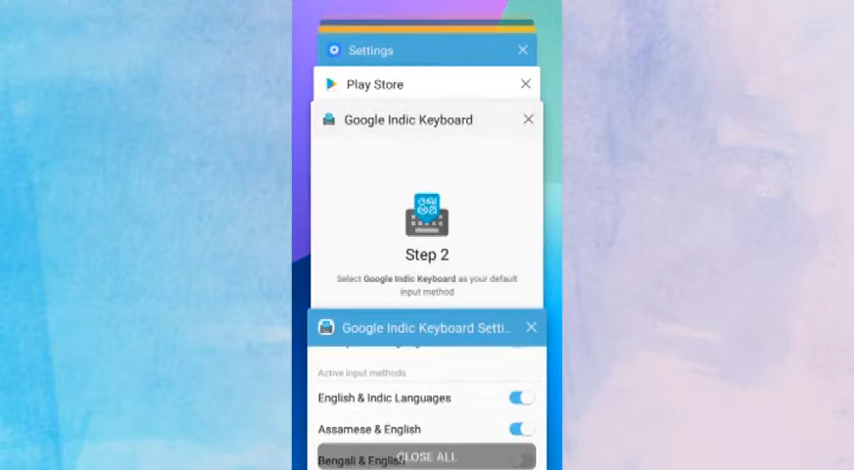 Settings
Play Store
Google Indic Keyboard
Step 2
Select Google Indic Keyboard as your default
input method
Google Indic Keyboard Setti..
Active input methods
English & Indic Languages
Assamese & English
Bengali & English
CLOSE ALL